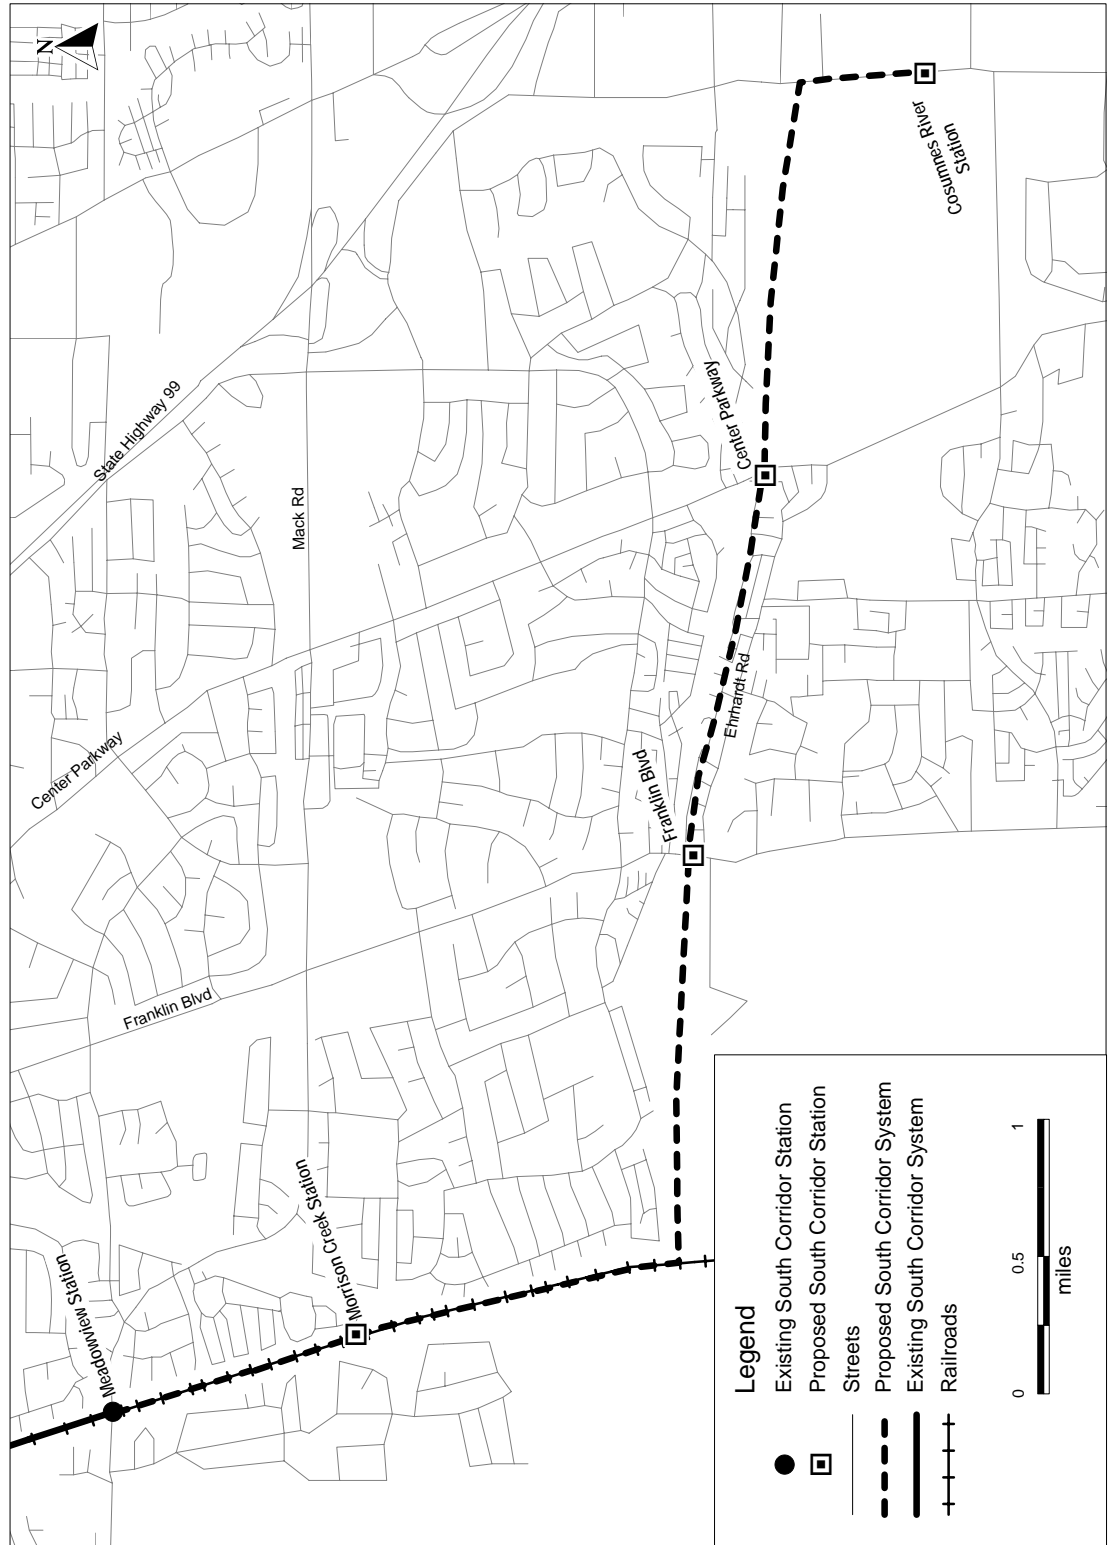 N
State Highway 99
Mack Rd
Center Parkway
Center Parkway
Cosumnes River
Station
Ehrhardt Rd
Franklin Blvd
Franklin Blvd
Morrison Creek Station
Meadowview Station
Legend
Existing South Corridor Station
Proposed South Corridor Station
Streets
Proposed South Corridor System
Existing South Corridor System
Railroads
0 0.5 1
miles